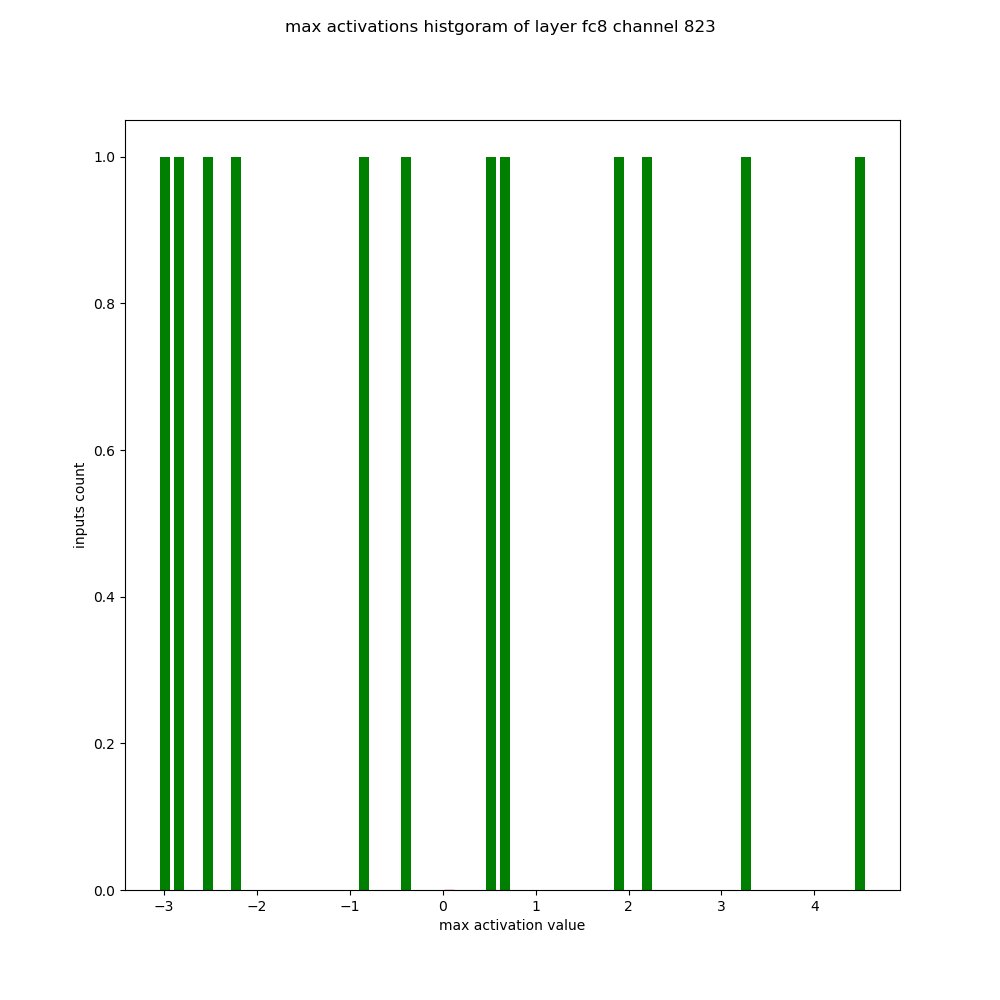 max activations histgoram of layer fc8 channel 823
1.0
0.8
0.6
0.4
0.2
0.0
inputs count
−3 −2 −1 0 1 2 3 4
max activation value